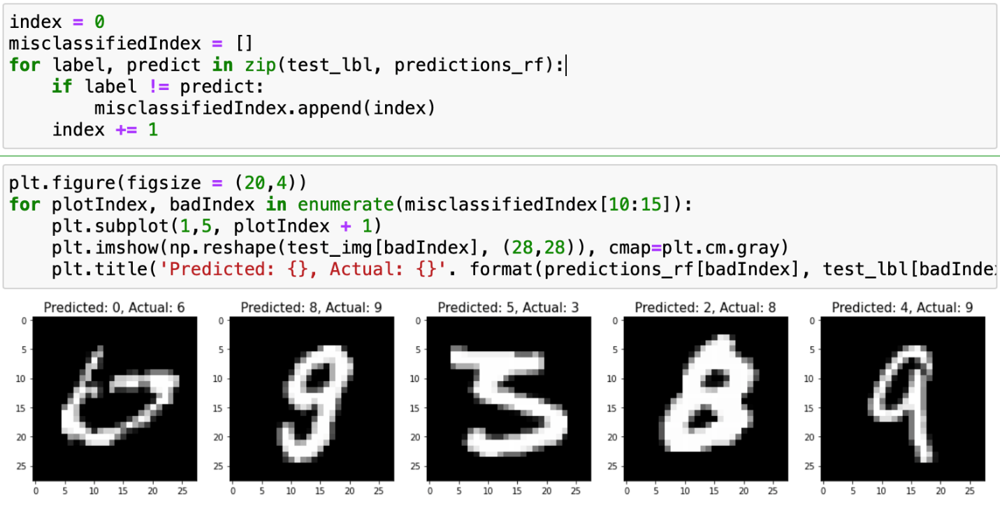 index = 0
misclassifiedIndex = []
for label, predict in zip(test_lbl, predictions_rf):
    if label != predict:
        misclassifiedIndex.append(index)
    index += 1
plt.figure(figsize = (20,4))
for plotIndex, badIndex in enumerate(misclassifiedIndex[10:15]):
    plt.subplot(1,5, plotIndex + 1)
    plt.imshow(np.reshape(test_img[badIndex], (28,28)), cmap=plt.cm.gray)
    plt.title('Predicted: {}, Actual: {}'. format(predictions_rf[badIndex], test_lbl[badInde
Predicted: 0, Actual: 6 Predicted: 8, Actual: 9 Predicted: 5, Actual: 3 Predicted: 2, Actual: 8 Predicted: 4, Actual: 9
0 0 0 0 0
5 5 5 5 5
10 10 10 10 10
15 15 15 15 15
20 20 20 20 20
25 25 25 25 25
0 5 10 15 20 25 0 5 10 15 20 25 0 5 10 15 20 25 0 5 10 15 20 25 0 5 10 15 20 25
6 9 3 8 9